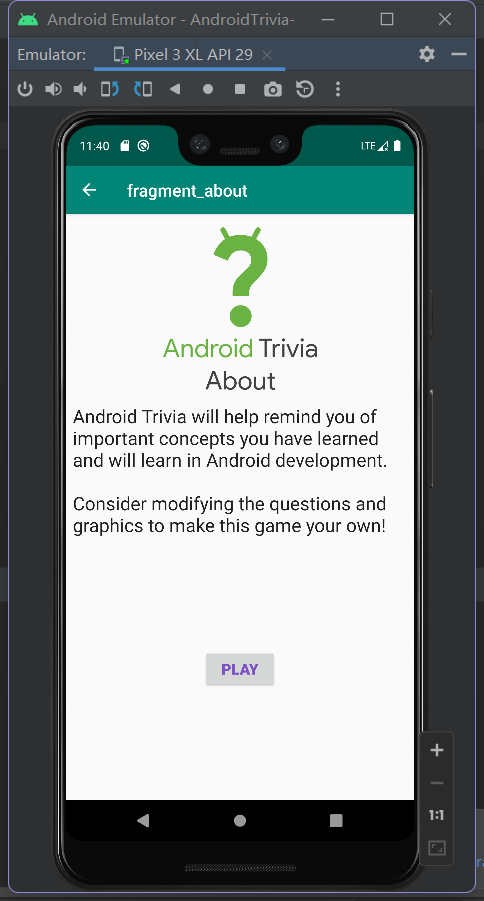 Android Emulator - AndroidTrivia-
Emulator:
Pixel 3 XL API 29
11:40
LTE
fragment_about
?
Android Trivia
About
Android Trivia will help remind you of
important concepts you have learned
and will learn in Android development.
Consider modifying the questions and
graphics to make this game your own!
PLAY
1:1